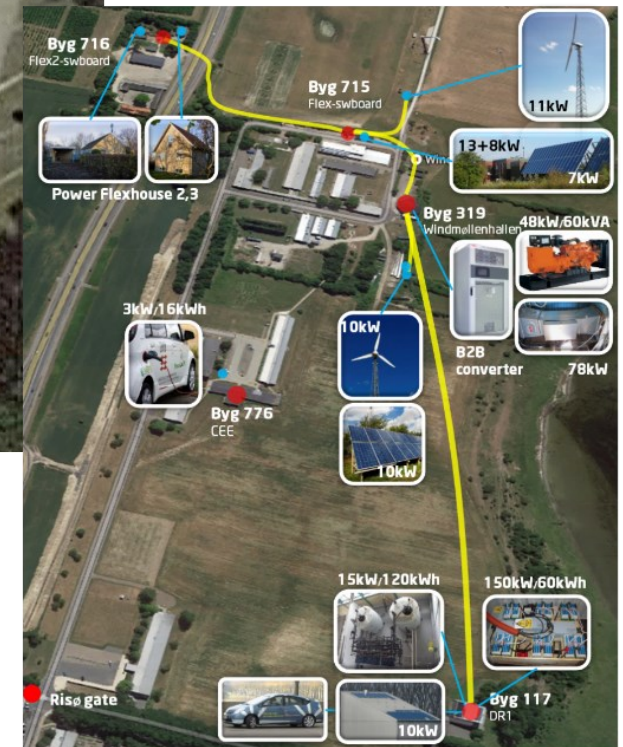 Byg 716
Flex2-swboard
Byg 715
Flex-swboard
11kW
13+8kW
7kW
Power Flexhouse 2,3
Byg 319
Windmøllenhallen
48kW/60kVA
3kW/16kWh
10kW
B2B
converter
78kW
Byg 776
CEE
10kW
15kW/120kWh
150kW/60kWh
Risø gate
Byg 117
DR1
10kW